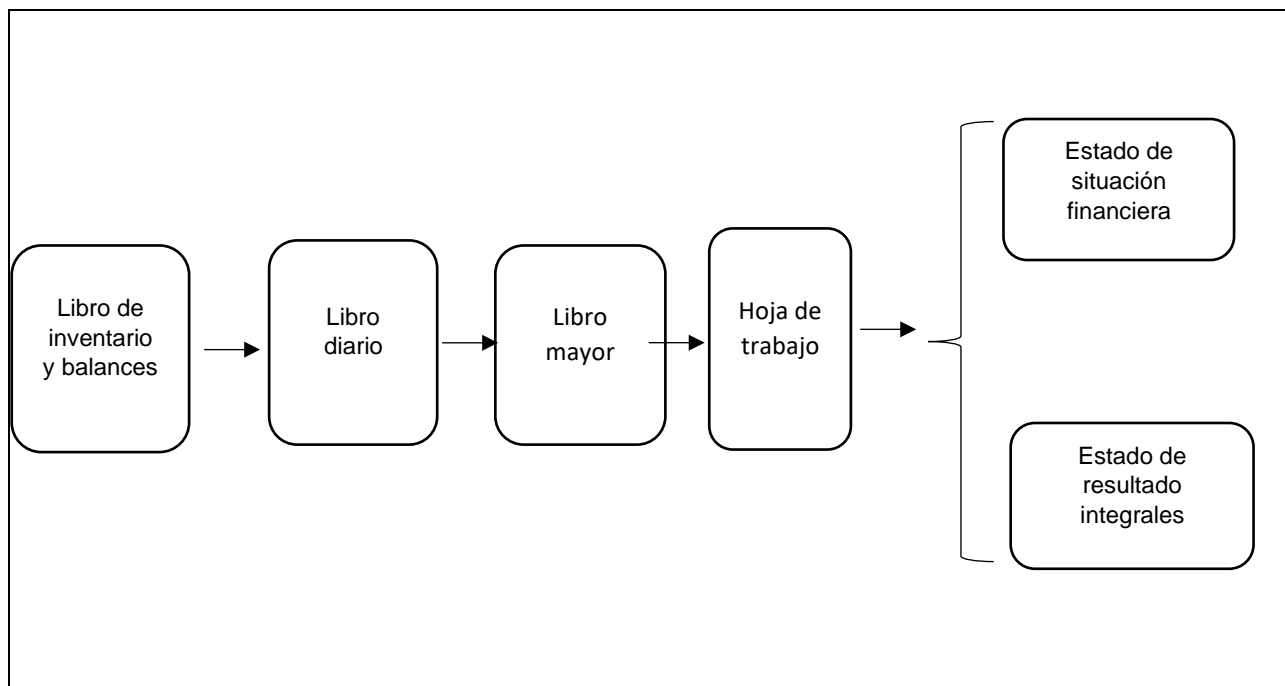 Libro de
inventario
y balances
Libro
diario
Libro
mayor
Hoja de
trabajo
Estado de
situación
financiera
Estado de
resultado
integrales